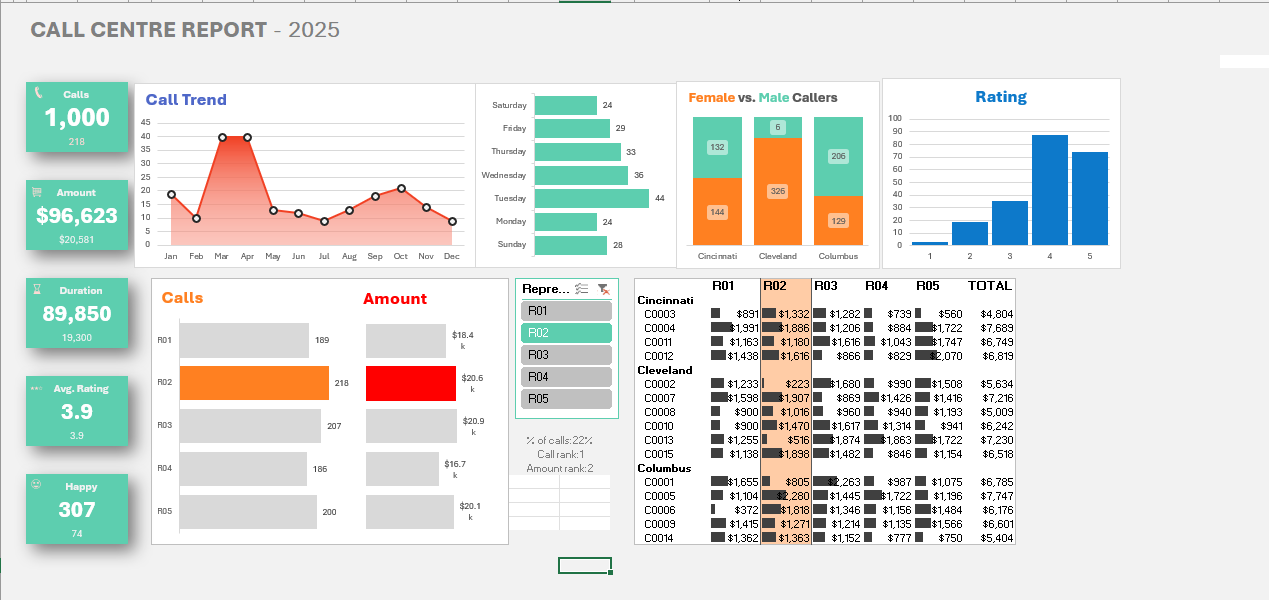 CALL CENTRE REPORT - 2025
Calls
1,000
218
Amount
$96,623
$20,581
Duration
89,850
19,300
Avg. Rating
3.9
3.9
Happy
307
74
Call Trend
45
40
35
30
25
20
15
10
5
0
Jan Feb Mar Apr May Jun Jul Aug Sep Oct Nov Dec
Saturday 24
Friday 29
Thursday 33
Wednesday 36
Tuesday 44
Monday 24
Sunday 28
Female vs. Male Callers
132 6 206
144 326 129
Cincinnati Cleveland Columbus
Rating
100
90
80
70
60
50
40
30
20
10
0
1 2 3 4 5
Calls
R01 189
R02 218
R03 207
R04 186
R05 200
Amount
$18.4
k
$20.6
k
$20.9
k
$16.7
k
$20.1
k
Repre...
R01
R02
R03
R04
R05
% of calls:22%
Call rank:1
Amount rank:2
R01 R02 R03 R04 R05 TOTAL
Cincinnati
C0003 $891 $1,332 $1,282 $739 $560 $4,804
C0004 $1,991 $1,886 $1,206 $884 $1,722 $7,689
C0011 $1,163 $1,180 $1,616 $1,043 $1,747 $6,749
C0012 $1,438 $1,616 $866 $829 $2,070 $6,819
Cleveland
C0002 $1,233 $223 $1,680 $990 $1,508 $5,634
C0007 $1,598 $1,907 $869 $1,426 $1,416 $7,216
C0008 $900 $1,016 $960 $940 $1,193 $5,009
C0010 $900 $1,470 $1,617 $1,314 $941 $6,242
C0013 $1,255 $516 $1,874 $1,863 $1,722 $7,230
C0015 $1,138 $1,898 $1,482 $846 $1,154 $6,518
Columbus
C0001 $1,655 $805 $2,263 $987 $1,075 $6,785
C0005 $1,104 $2,280 $1,445 $1,722 $1,196 $7,747
C0006 $372 $1,818 $1,346 $1,156 $1,484 $6,176
C0009 $1,415 $1,271 $1,214 $1,135 $1,566 $6,601
C0014 $1,362 $1,363 $1,152 $777 $750 $5,404